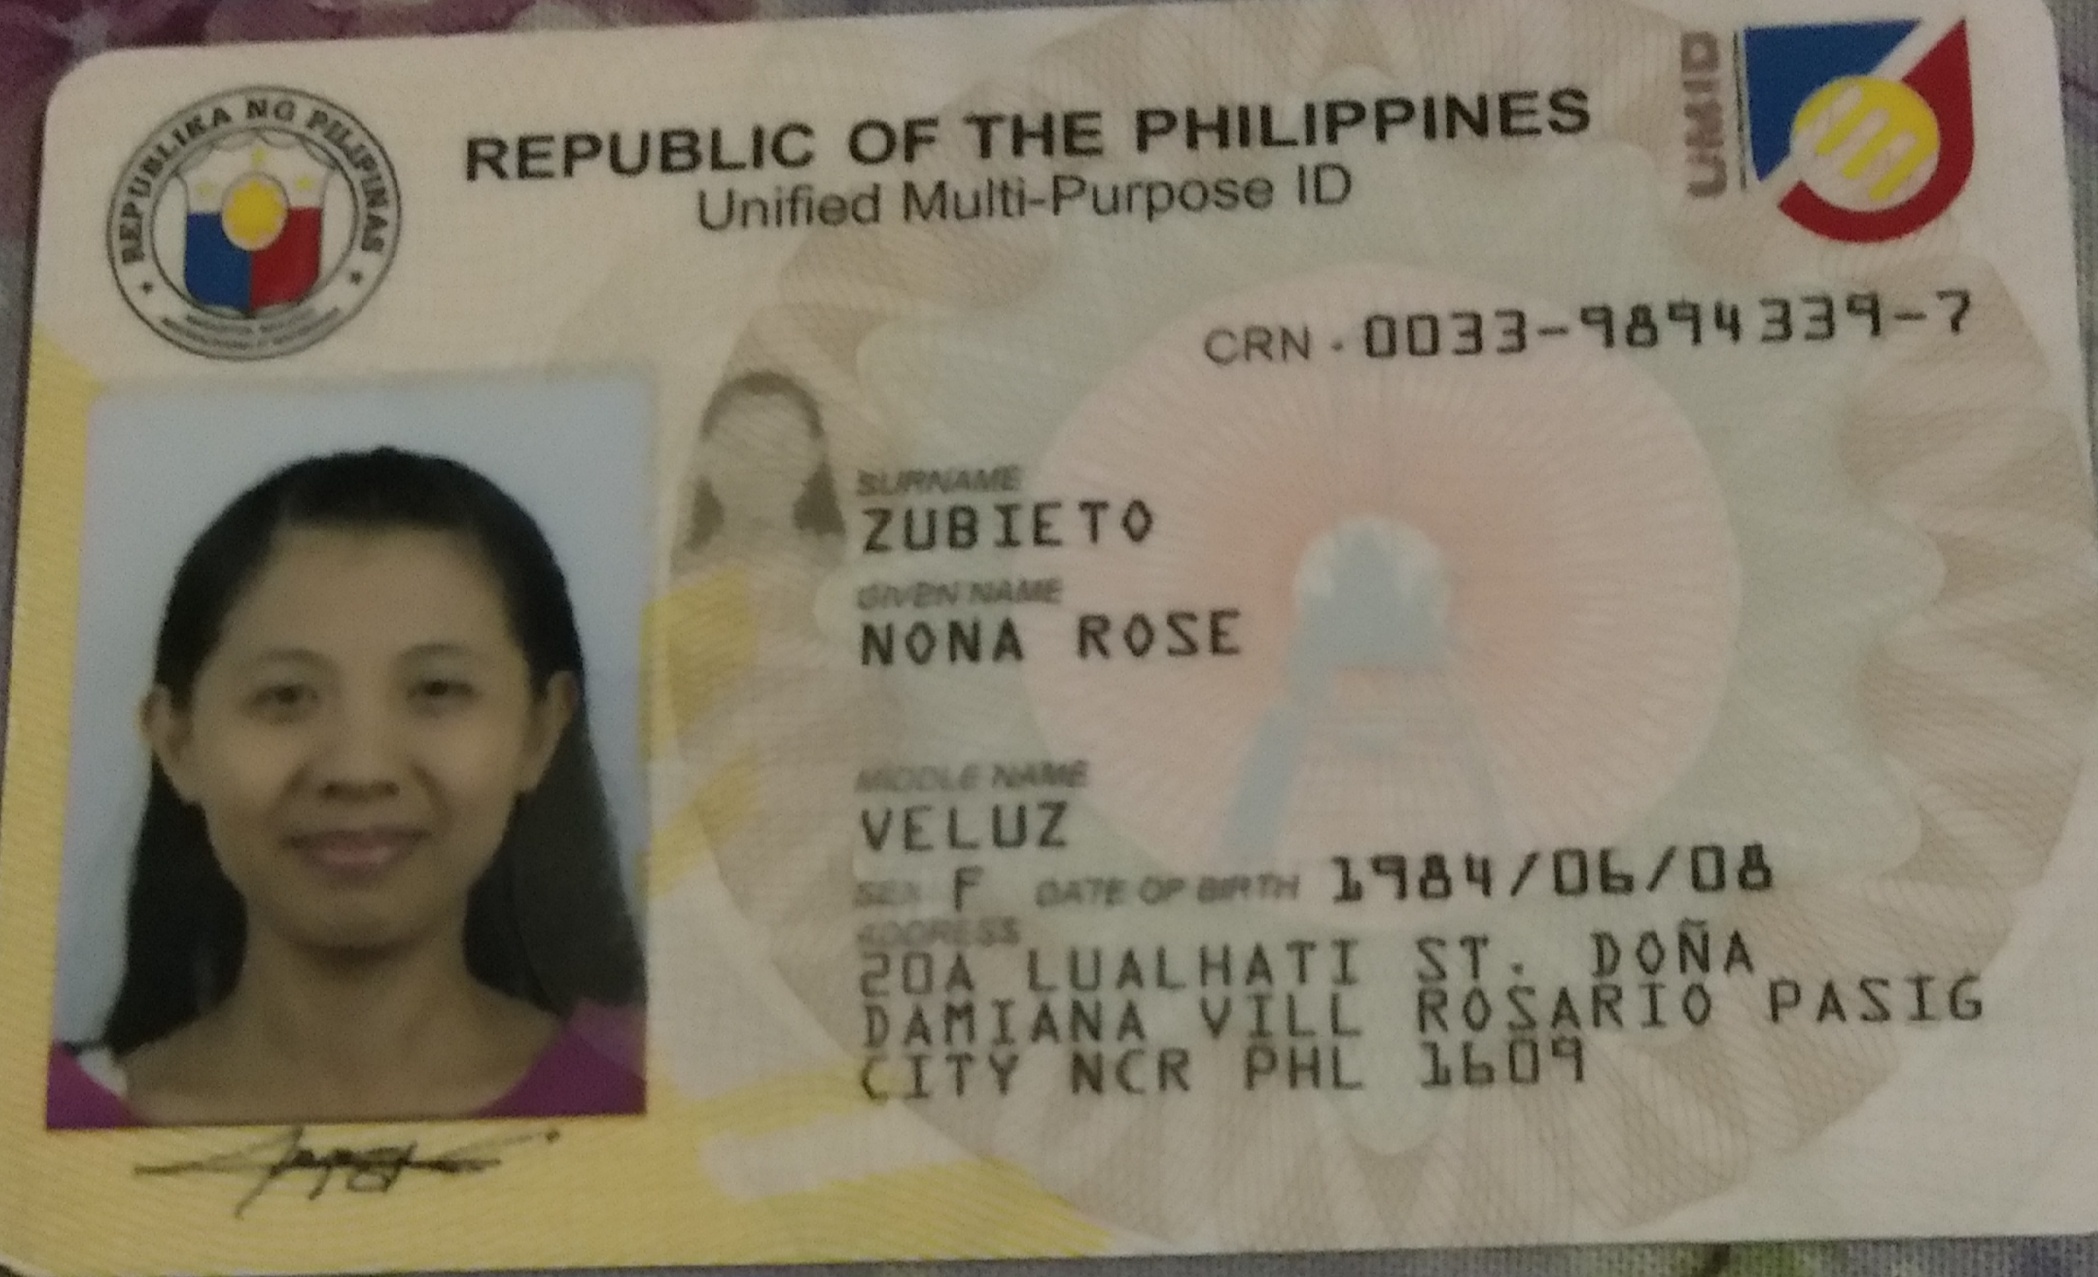 REPUBLIKA NG PILIPINAS
REPUBLIC OF THE PHILIPPINES
Unified Multi-Purpose ID
UMID
CRN - 0033-9894339-7
SURNAME
ZUBIETO
GIVEN NAME
NONA ROSE
MIDDLE NAME
VELUZ
SEX F DATE OF BIRTH 1984/06/08
ADDRESS
20A LUALHATI ST. DOÑA
DAMIANA VILL ROSARIO PASIG
CITY NCR PHL 1609